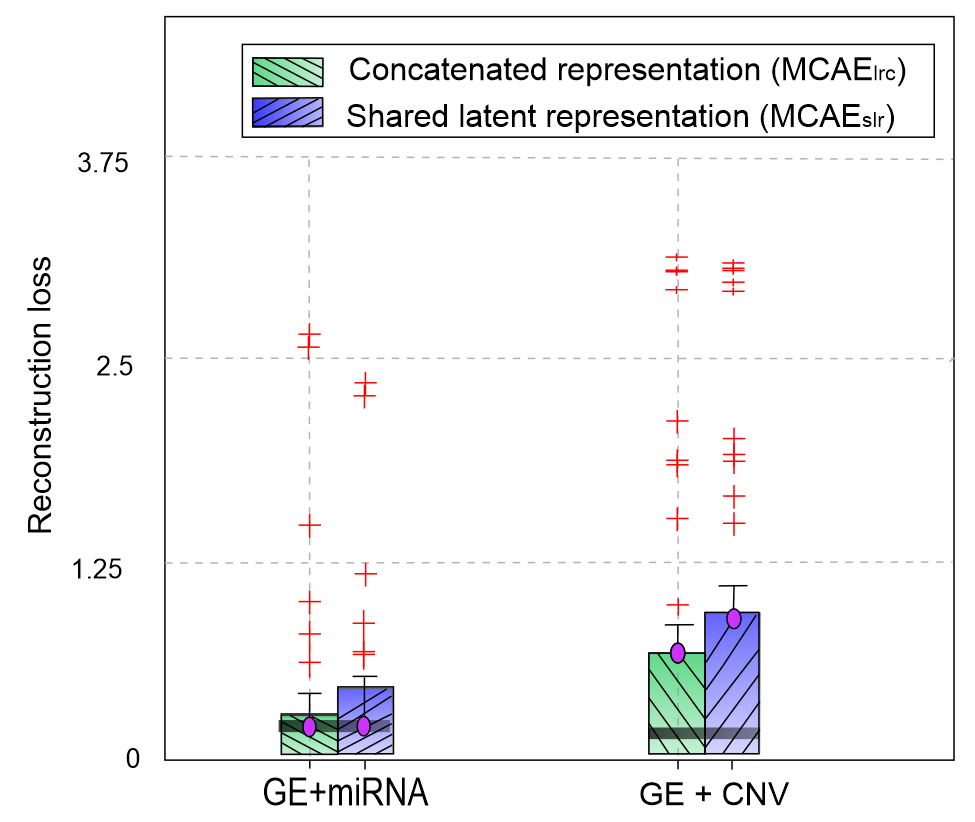 Concatenated representation (MCAElrc)
Shared latent representation (MCAEslr)
3.75
2.5
1.25
0
Reconstruction loss
GE+miRNA
GE + CNV